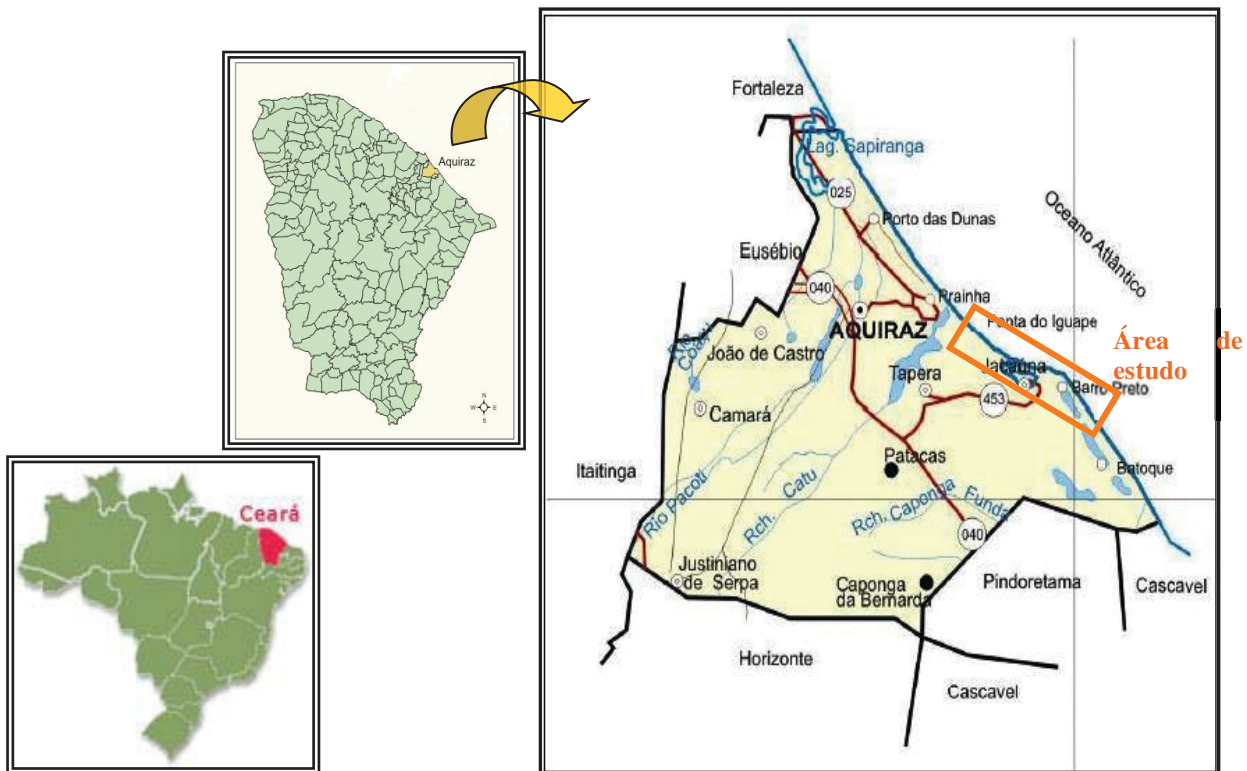 Aquiraz
N
W E
S
Ceará
Fortaleza
Lag. Sapiranga
025
Porto das Dunas
Oceano Atlântico
Eusébio
040
Prainha
AQUIRAZ
Ponta do Iguape
Área de
estudo
Rio Coaçu
João de Castro
Jacaúna
Tapera
Barro Preto
453
Camará
Patacas
Batoque
Itaitinga
Rio Pacoti
Rch. Catu
Rch. Caponga Funda
040
Justiniano
de Serpa
Caponga
da Bernarda
Pindoretama
Cascavel
Horizonte
Cascavel